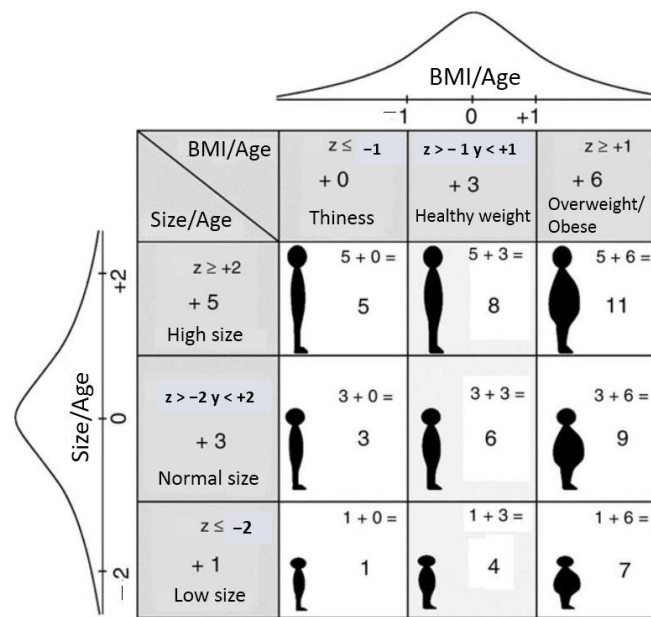 BMI/Age
−1 0 +1
BMI/Age
Size/Age
z ≤ −1
+ 0
Thiness
z > − 1 y < +1
+ 3
Healthy weight
z ≥ +1
+ 6
Overweight/
Obese
Size/Age
+2
0
−2
z ≥ +2
+ 5
High size
5 + 0 =
5
5 + 3 =
8
5 + 6 =
11
z > −2 y < +2
+ 3
Normal size
3 + 0 =
3
3 + 3 =
6
3 + 6 =
9
z ≤ −2
+ 1
Low size
1 + 0 =
1
1 + 3 =
4
1 + 6 =
7